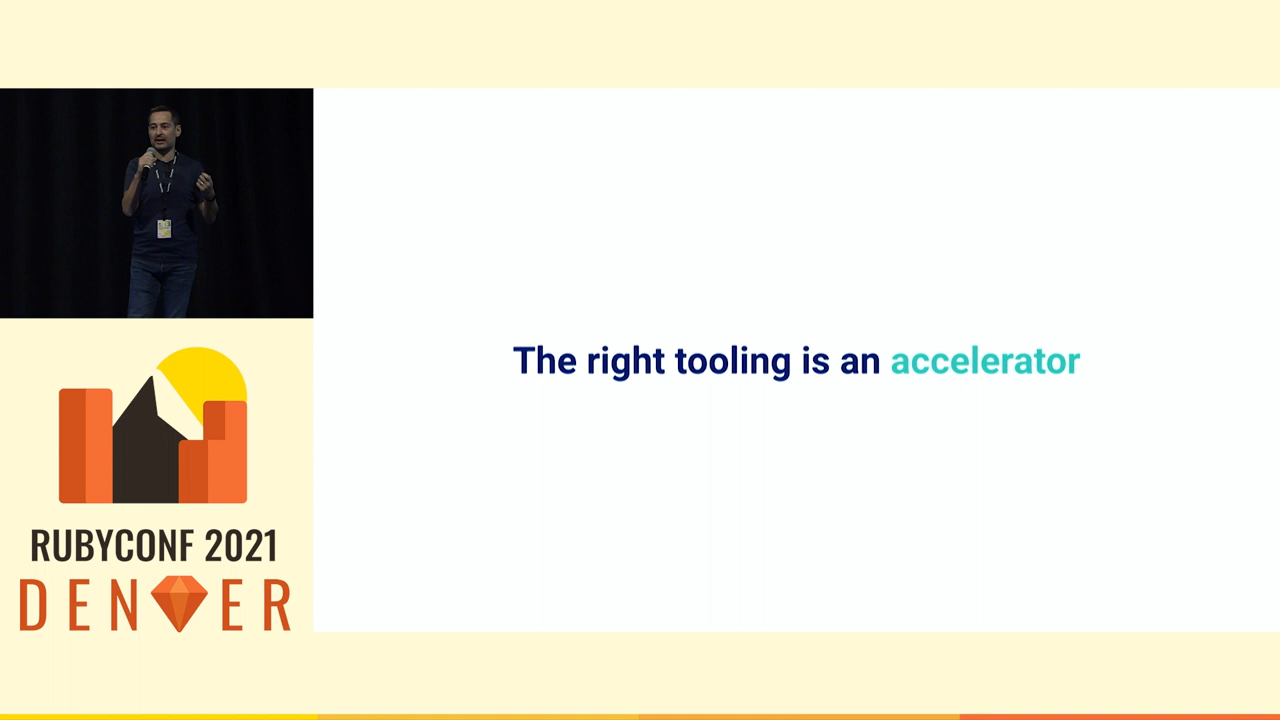 The right tooling is an accelerator
RUBYCONF 2021
DENVER